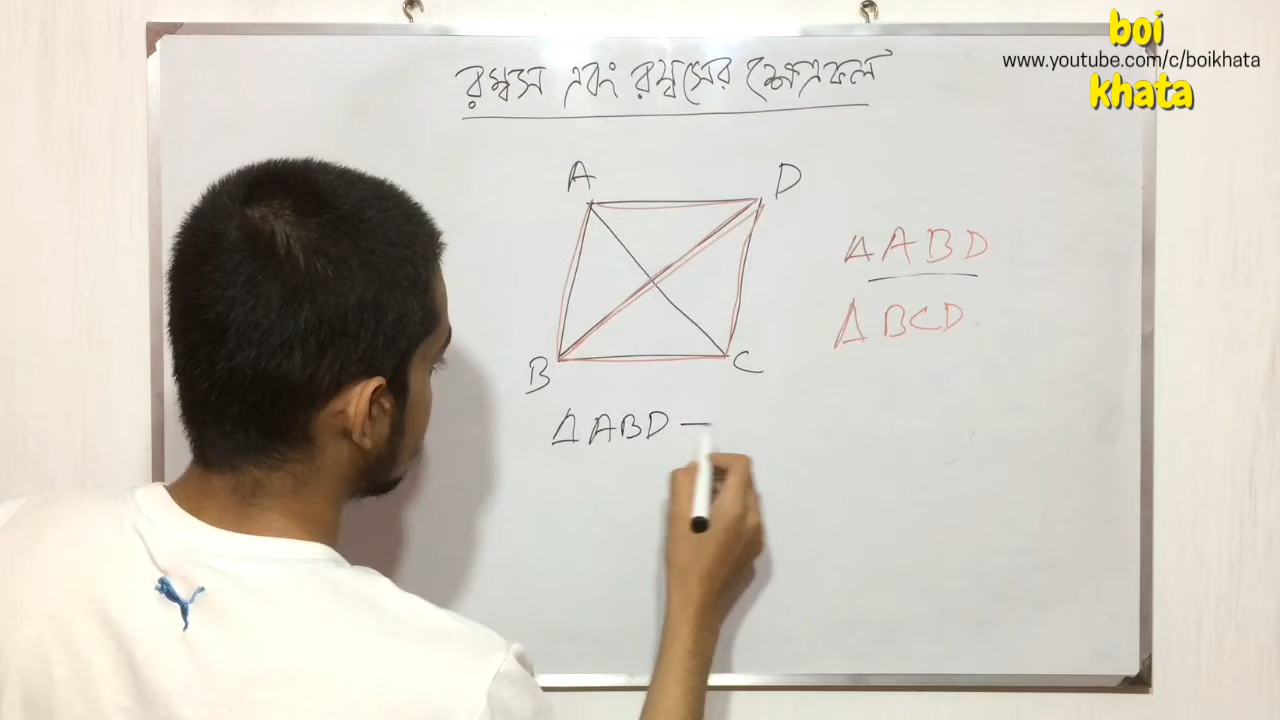 boi
www.youtube.com/c/boikhata
khata
রম্বস এবং রম্বসের ক্ষেত্রফল
A
D
Δ ABD
Δ BCD
B
C
Δ ABD —